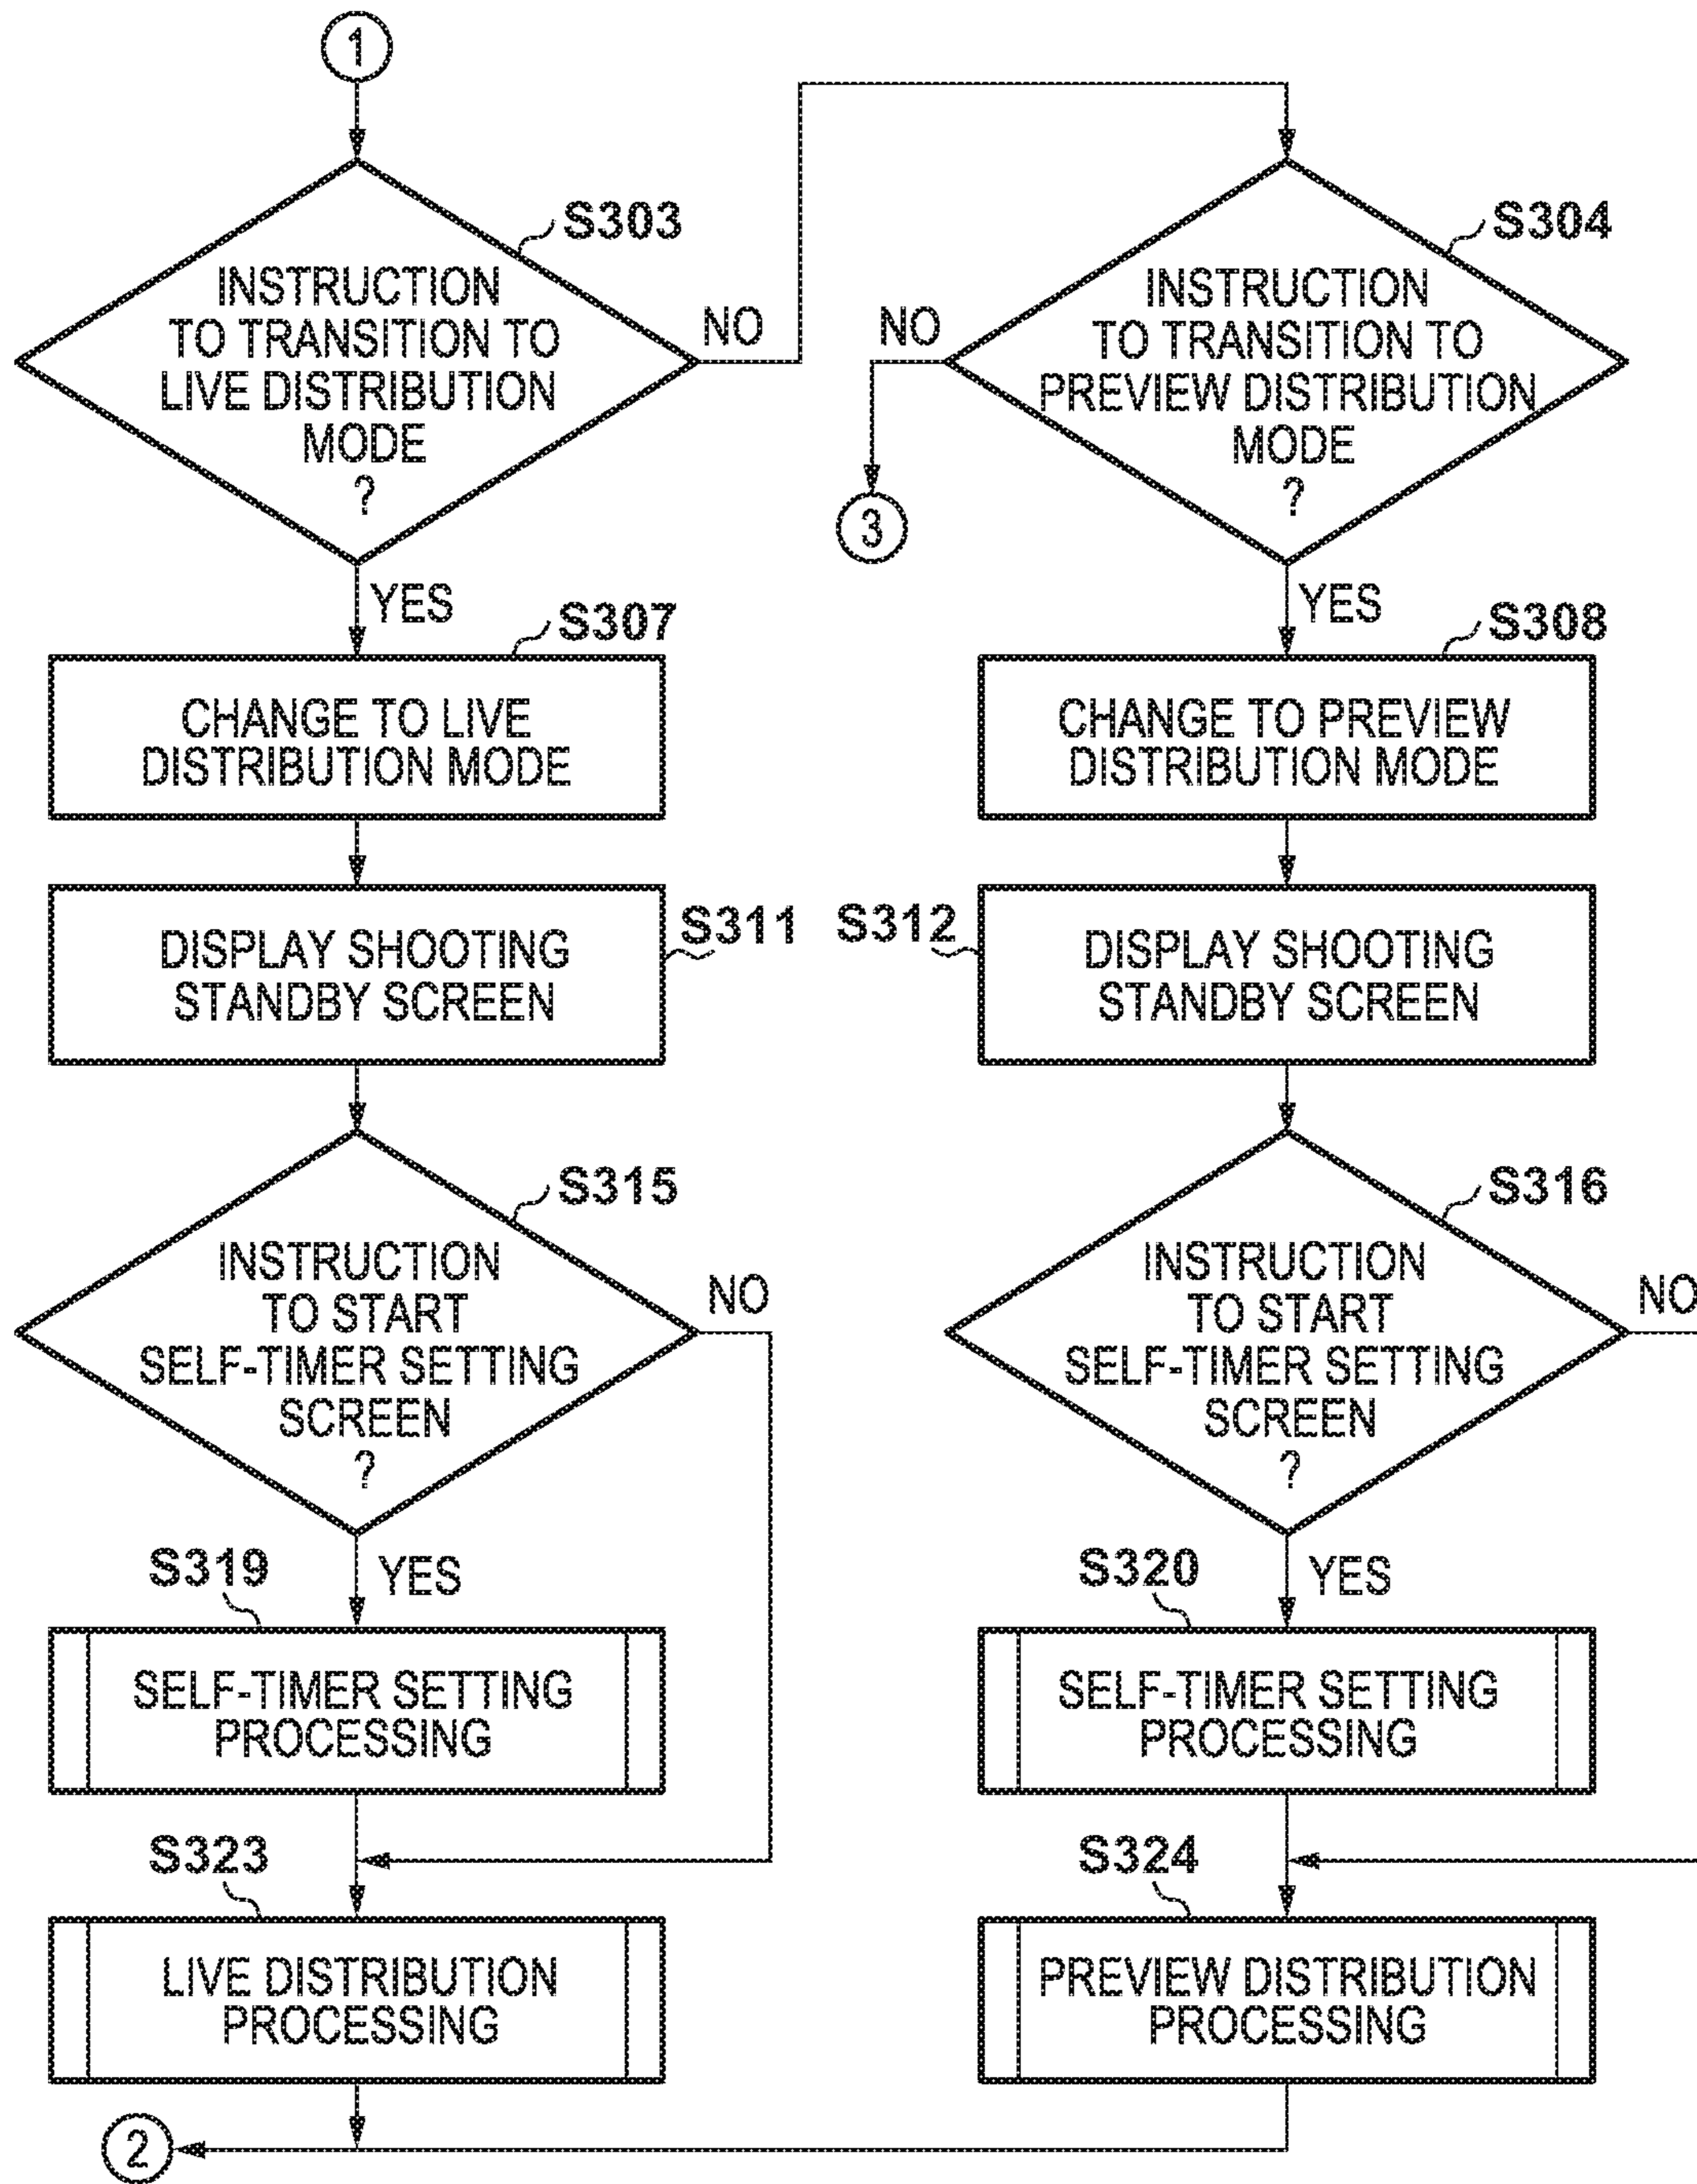 1
S303
INSTRUCTION
TO TRANSITION TO
LIVE DISTRIBUTION
MODE
?
NO
YES
S304
INSTRUCTION
TO TRANSITION TO
PREVIEW DISTRIBUTION
MODE
?
NO
3
YES
S307
CHANGE TO LIVE
DISTRIBUTION MODE
S308
CHANGE TO PREVIEW
DISTRIBUTION MODE
S311
DISPLAY SHOOTING
STANDBY SCREEN
S312
DISPLAY SHOOTING
STANDBY SCREEN
S315
INSTRUCTION
TO START
SELF-TIMER SETTING
SCREEN
?
NO
YES
S316
INSTRUCTION
TO START
SELF-TIMER SETTING
SCREEN
?
NO
YES
S319
SELF-TIMER SETTING
PROCESSING
S320
SELF-TIMER SETTING
PROCESSING
S323
LIVE DISTRIBUTION
PROCESSING
S324
PREVIEW DISTRIBUTION
PROCESSING
2